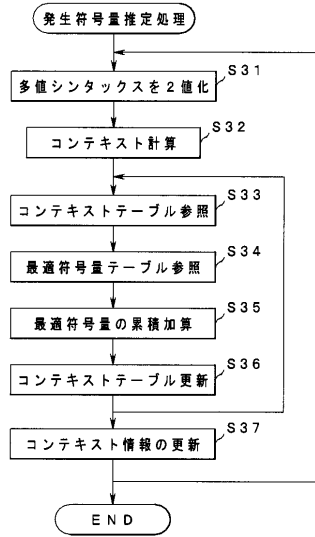 発生符号量推定処理
S31
多値シンタックスを2値化
S32
コンテキスト計算
S33
コンテキストテーブル参照
S34
最適符号量テーブル参照
S35
最適符号量の累積加算
S36
コンテキストテーブル更新
S37
コンテキスト情報の更新
END